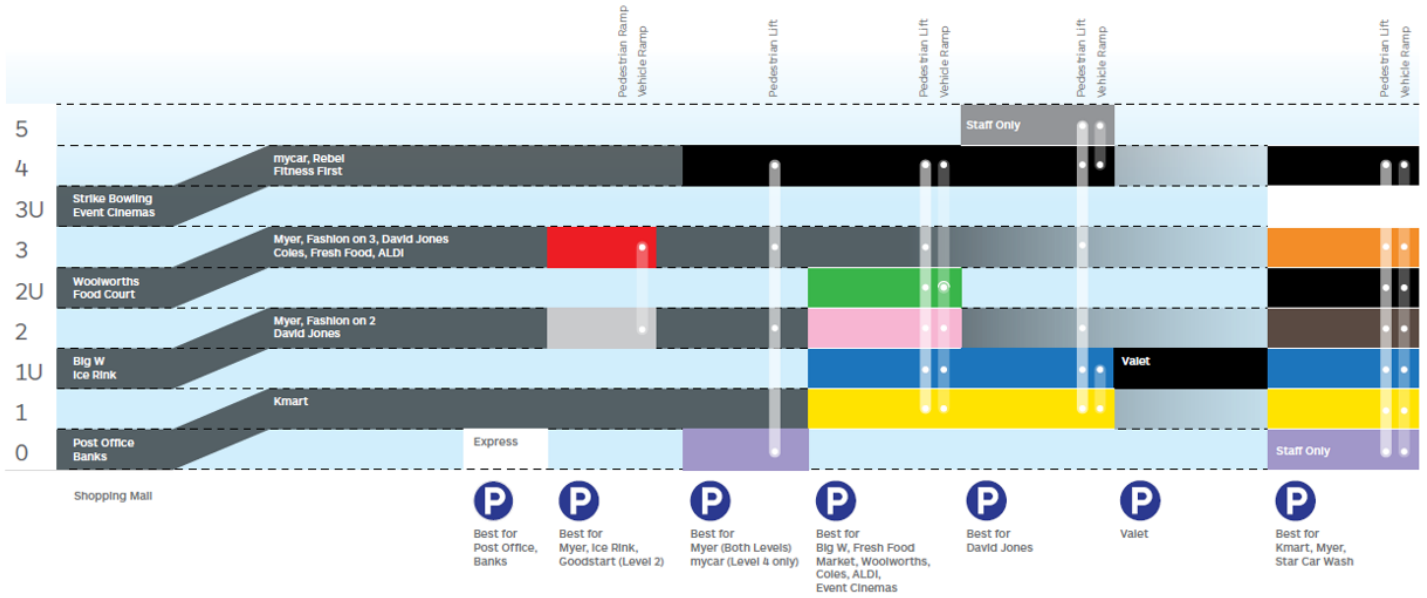 Pedestrian Ramp
Vehicle Ramp
Pedestrian Lift
Pedestrian Lift
Vehicle Ramp
Pedestrian Lift
Vehicle Ramp
Pedestrian Lift
Vehicle Ramp
5
Staff Only
4
mycar, Rebel
Fitness First
3U
Strike Bowling
Event Cinemas
3
Myer, Fashion on 3, David Jones
Coles, Fresh Food, ALDI
2U
Woolworths
Food Court
2
Myer, Fashion on 2
David Jones
1U
Big W
Ice Rink
Valet
1
Kmart
0
Post Office
Banks
Express
Staff Only
Shopping Mall
P
Best for
Post Office,
Banks
P
Best for
Myer, Ice Rink,
Goodstart (Level 2)
P
Best for
Myer (Both Levels)
mycar (Level 4 only)
P
Best for
Big W, Fresh Food
Market, Woolworths,
Coles, ALDI,
Event Cinemas
P
Best for
David Jones
P
Valet
P
Best for
Kmart, Myer,
Star Car Wash